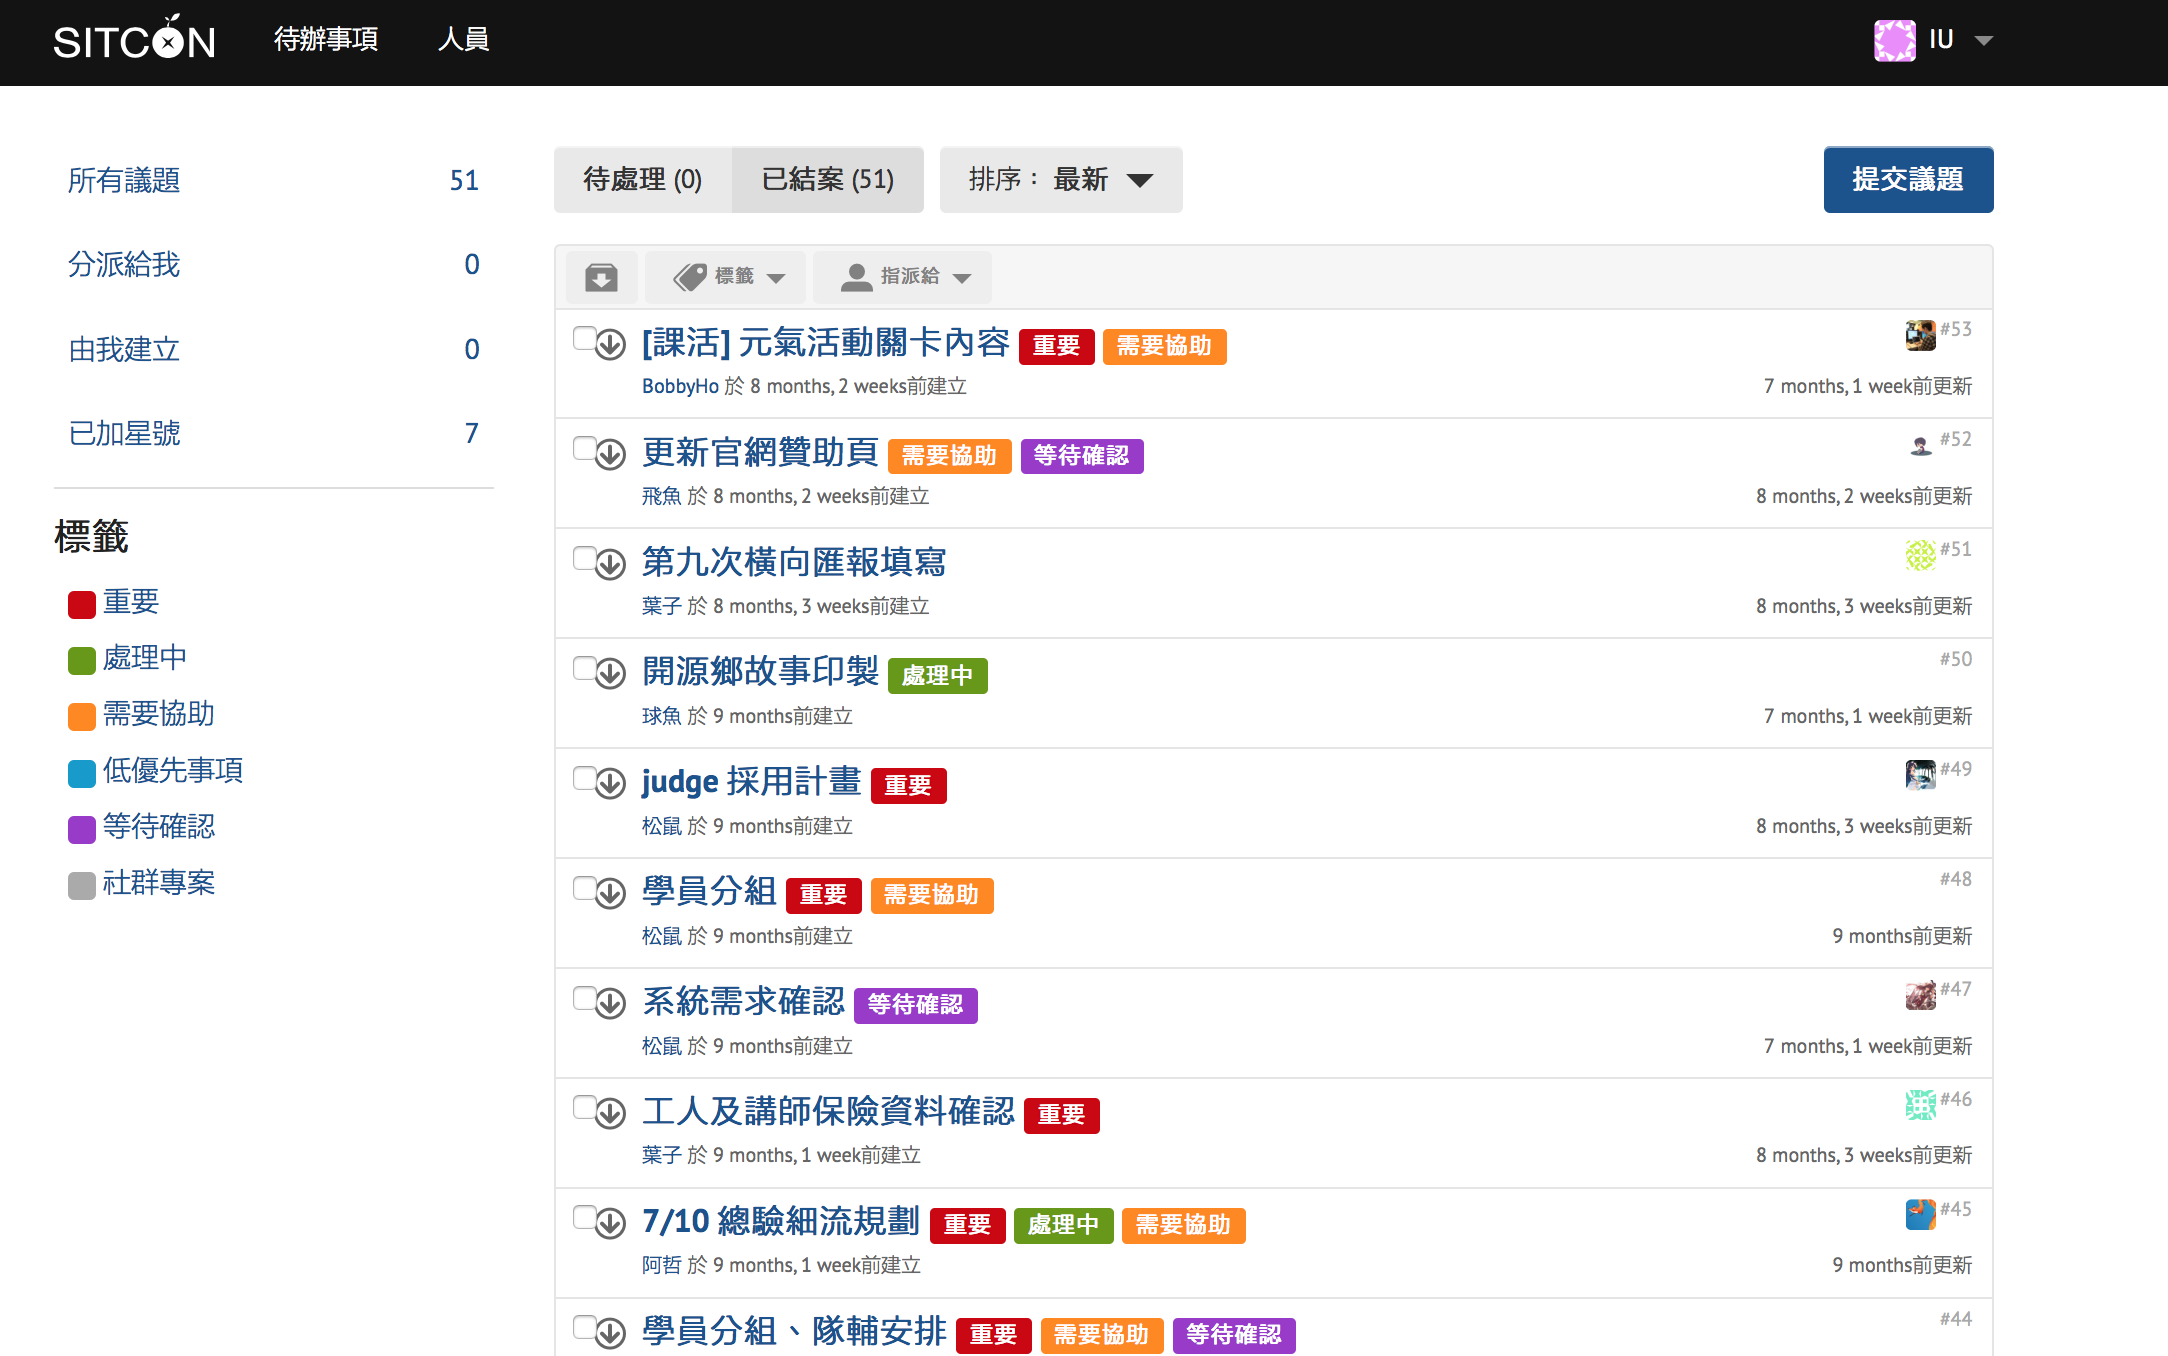 SITCON 待辦事項 人員 IU
所有議題 51
分派給我 0
由我建立 0
已加星號 7
標籤
重要
處理中
需要協助
低優先事項
等待確認
社群專案
待處理 (0) 已結案 (51) 排序： 最新 提交議題
標籤 指派給
[課活] 元氣活動關卡內容 重要 需要協助 #53
BobbyHo 於 8 months, 2 weeks前建立 7 months, 1 week前更新
更新官網贊助頁 需要協助 等待確認 #52
飛魚 於 8 months, 2 weeks前建立 8 months, 2 weeks前更新
第九次橫向匯報填寫 #51
葉子 於 8 months, 3 weeks前建立 8 months, 3 weeks前更新
開源鄉故事印製 處理中 #50
球魚 於 9 months前建立 7 months, 1 week前更新
judge 採用計畫 重要 #49
松鼠 於 9 months前建立 8 months, 3 weeks前更新
學員分組 重要 需要協助 #48
松鼠 於 9 months前建立 9 months前更新
系統需求確認 等待確認 #47
松鼠 於 9 months前建立 7 months, 1 week前更新
工人及講師保險資料確認 重要 #46
葉子 於 9 months, 1 week前建立 8 months, 3 weeks前更新
7/10 總驗細流規劃 重要 處理中 需要協助 #45
阿哲 於 9 months, 1 week前建立 9 months前更新
學員分組、隊輔安排 重要 需要協助 等待確認 #44